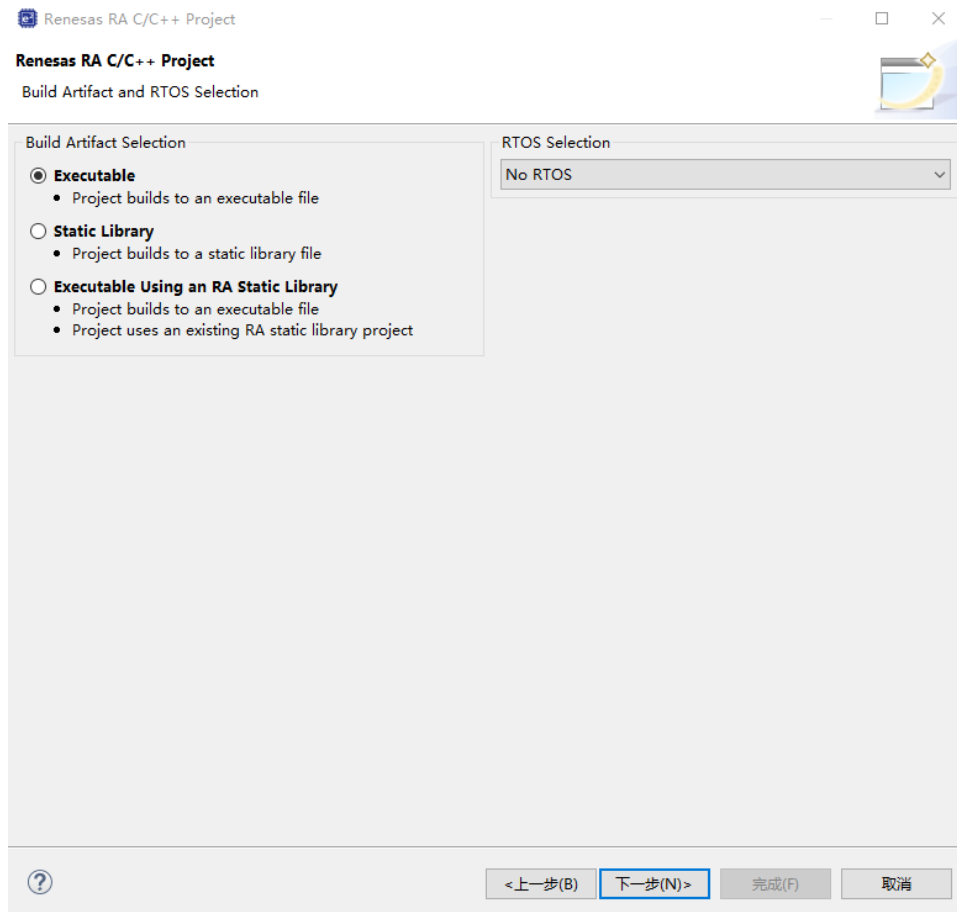 Renesas RA C/C++ Project
Renesas RA C/C++ Project
Build Artifact and RTOS Selection
Build Artifact Selection
Executable
• Project builds to an executable file
Static Library
• Project builds to a static library file
Executable Using an RA Static Library
• Project builds to an executable file
• Project uses an existing RA static library project
RTOS Selection
No RTOS
?
<上一步(B)
下一步(N)>
完成(F)
取消